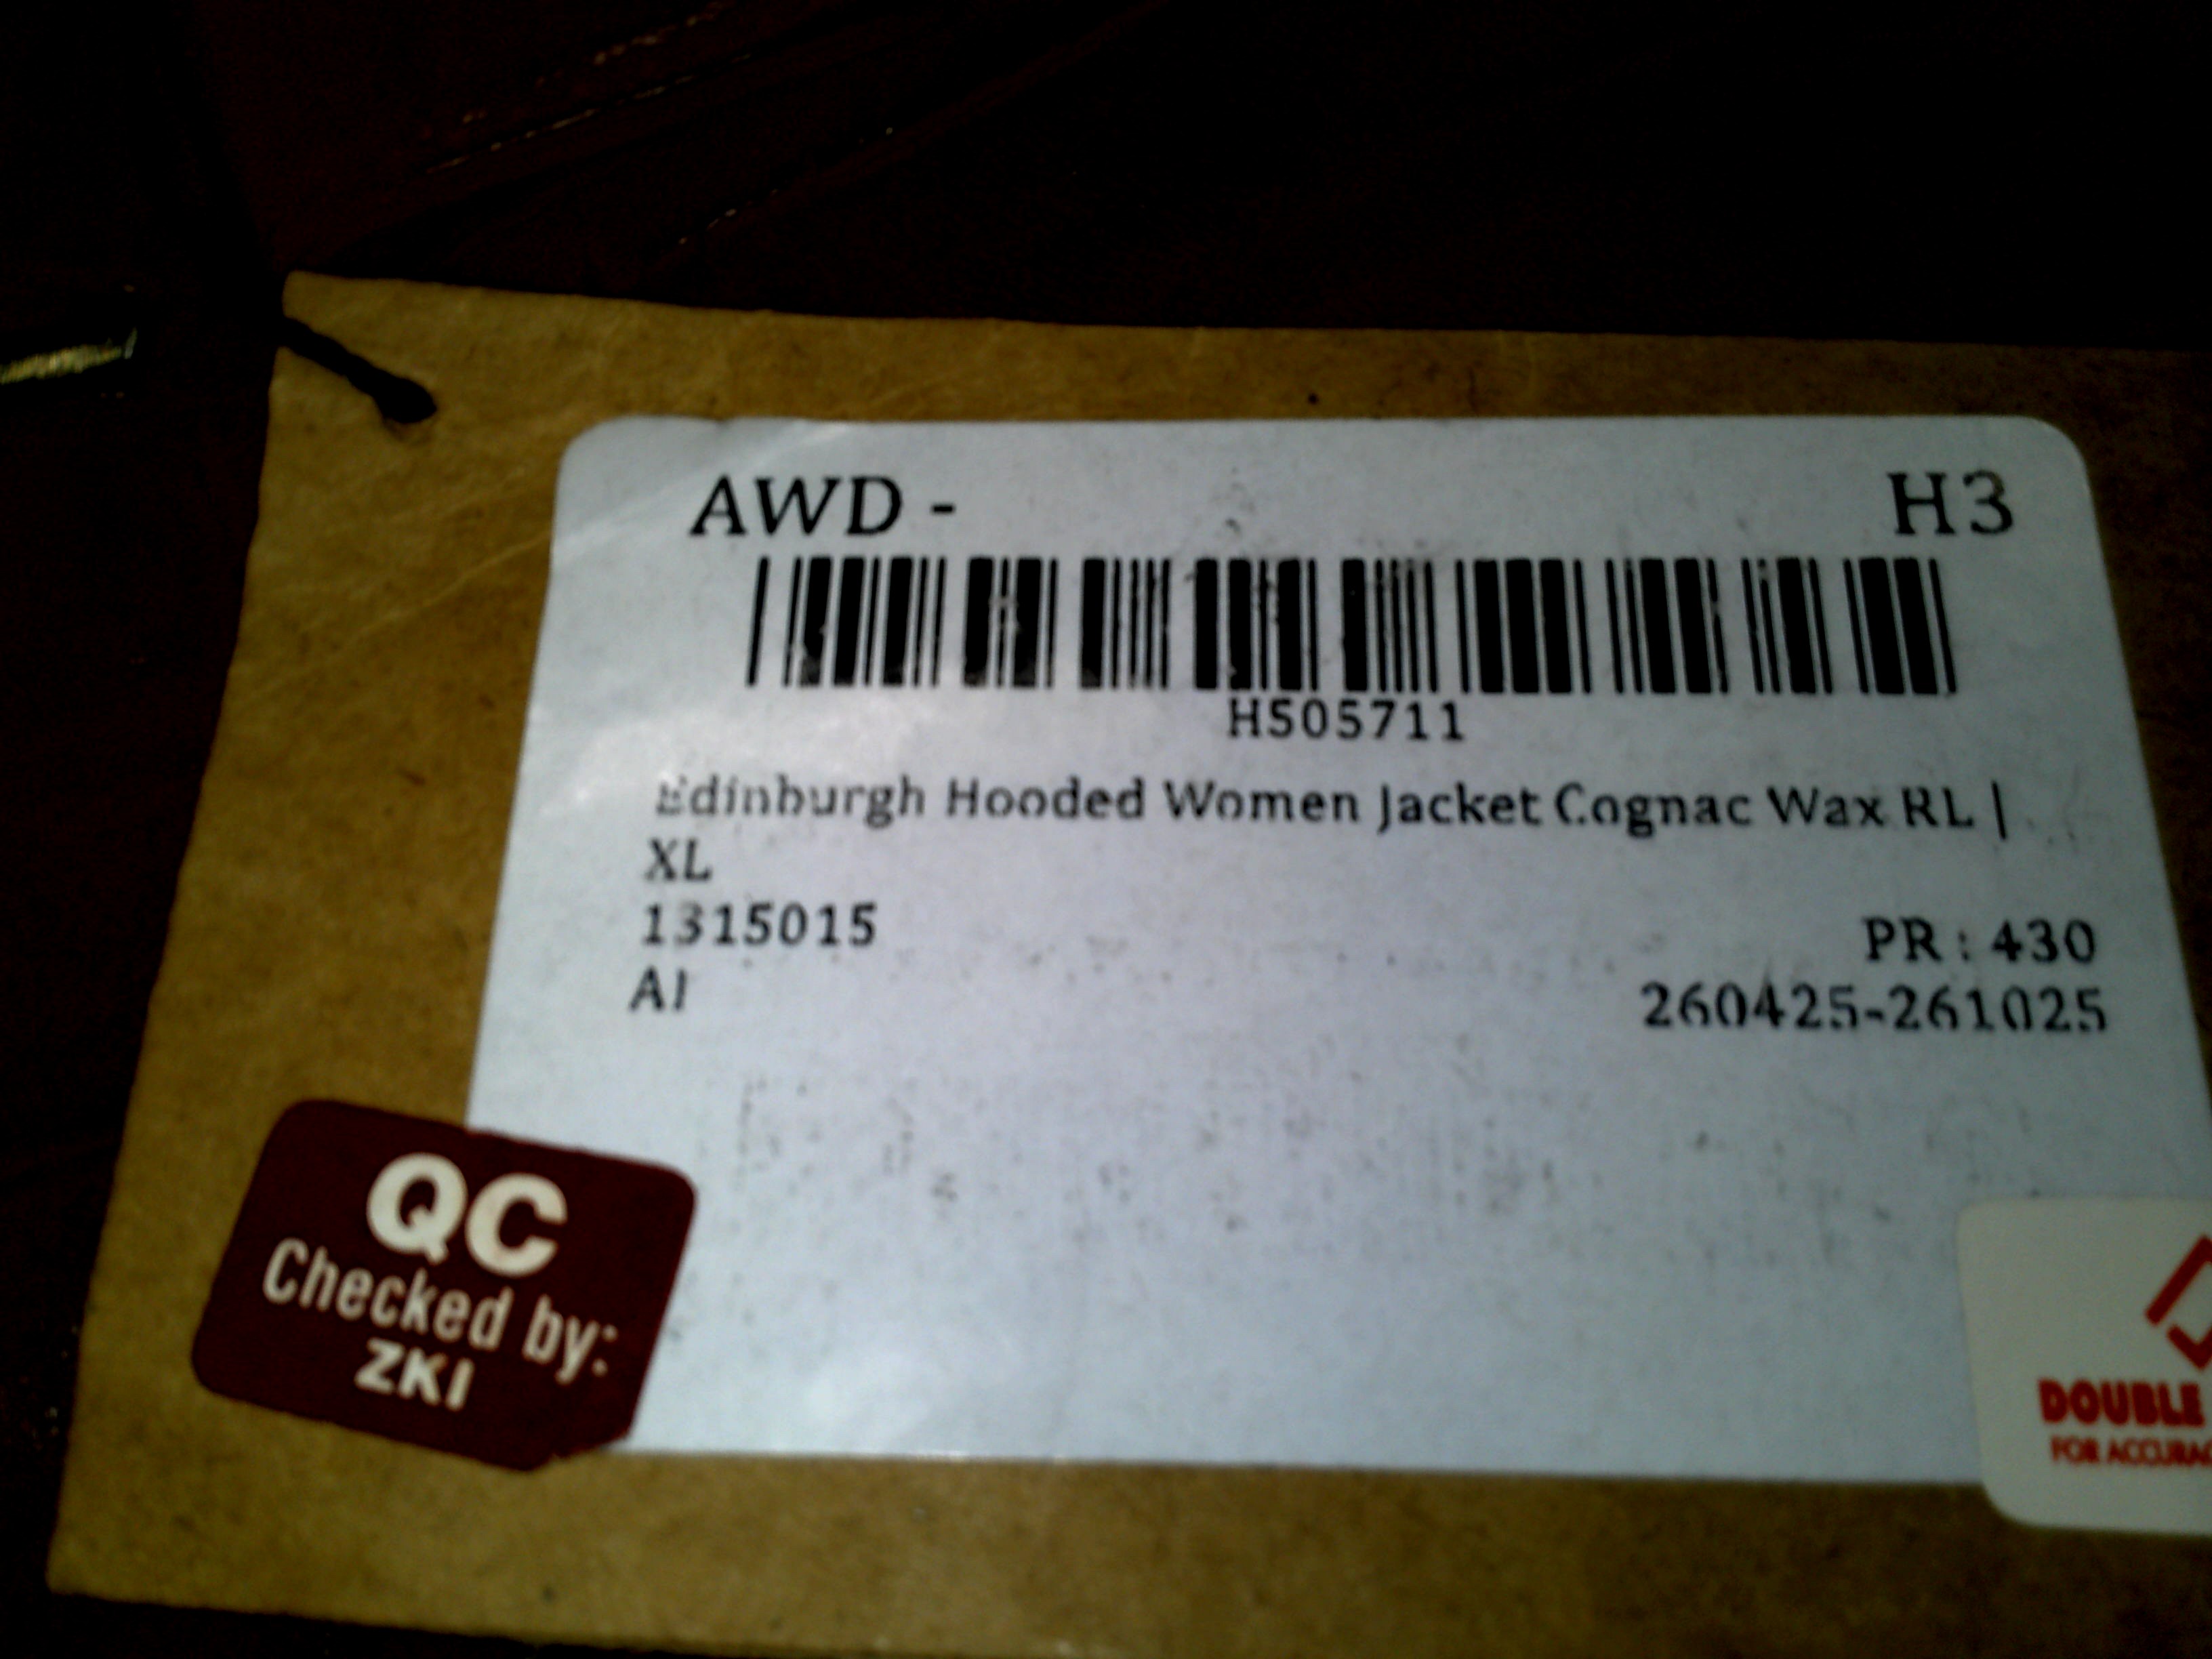 AWD - H3
H505711
Edinburgh Hooded Women Jacket Cognac Wax RL |
XL
1315015 PR : 430
AI 260425-261025
QC
Checked by:
ZKI
DOUBLE
FOR